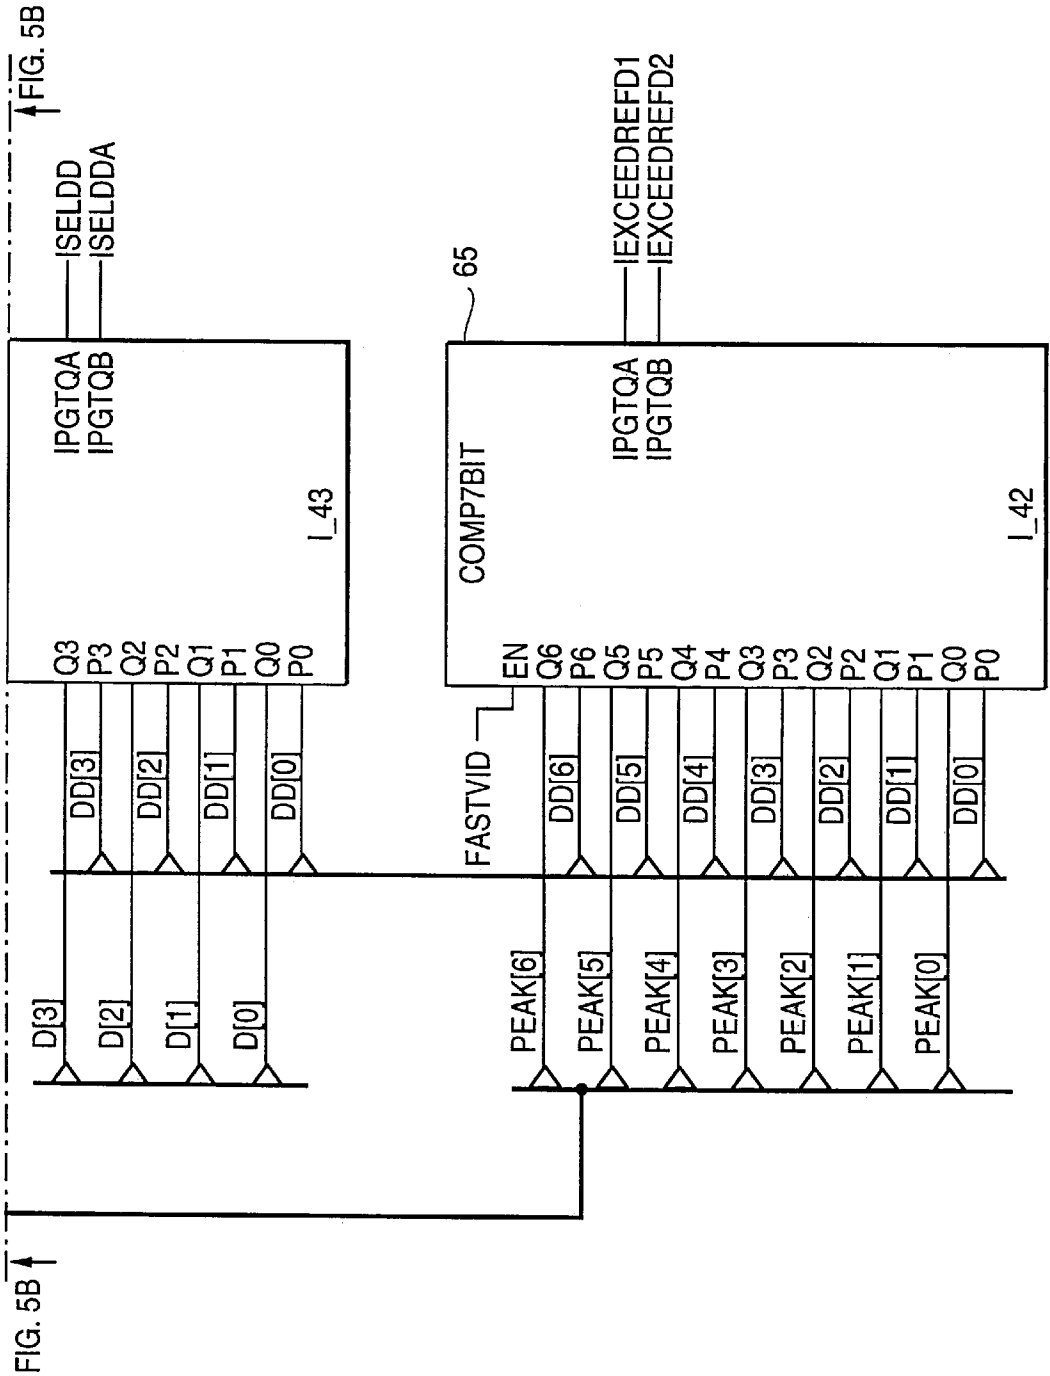 FIG. 5B
FIG. 5B
ISELDD
ISELDDA
IPGTQA
IPGTQB
I_43
Q3
P3
Q2
P2
Q1
P1
Q0
P0
DD[3]
DD[2]
DD[1]
DD[0]
D[3]
D[2]
D[1]
D[0]
65
COMP7BIT
IEXCEEDREFD1
IEXCEEDREFD2
IPGTQA
IPGTQB
I_42
FASTVID
EN
Q6
P6
Q5
P5
Q4
P4
Q3
P3
Q2
P2
Q1
P1
Q0
P0
DD[6]
DD[5]
DD[4]
DD[3]
DD[2]
DD[1]
DD[0]
PEAK[6]
PEAK[5]
PEAK[4]
PEAK[3]
PEAK[2]
PEAK[1]
PEAK[0]